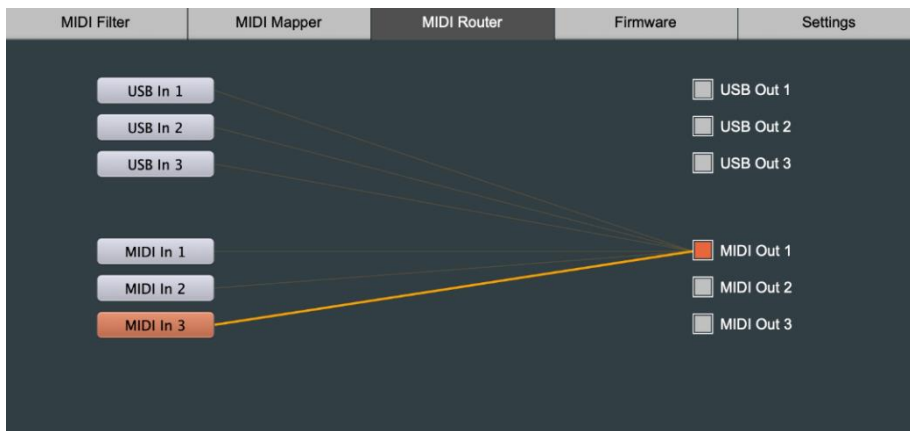 MIDI Filter
MIDI Mapper
MIDI Router
Firmware
Settings
USB In 1
USB Out 1
USB In 2
USB Out 2
USB In 3
USB Out 3
MIDI In 1
MIDI Out 1
MIDI In 2
MIDI Out 2
MIDI In 3
MIDI Out 3